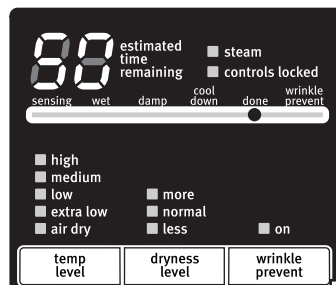 50
estimated
time
remaining
steam
controls locked
sensing wet damp cool down done wrinkle prevent
high
medium
low more
extra low normal
air dry less on
temp level
dryness level
wrinkle prevent